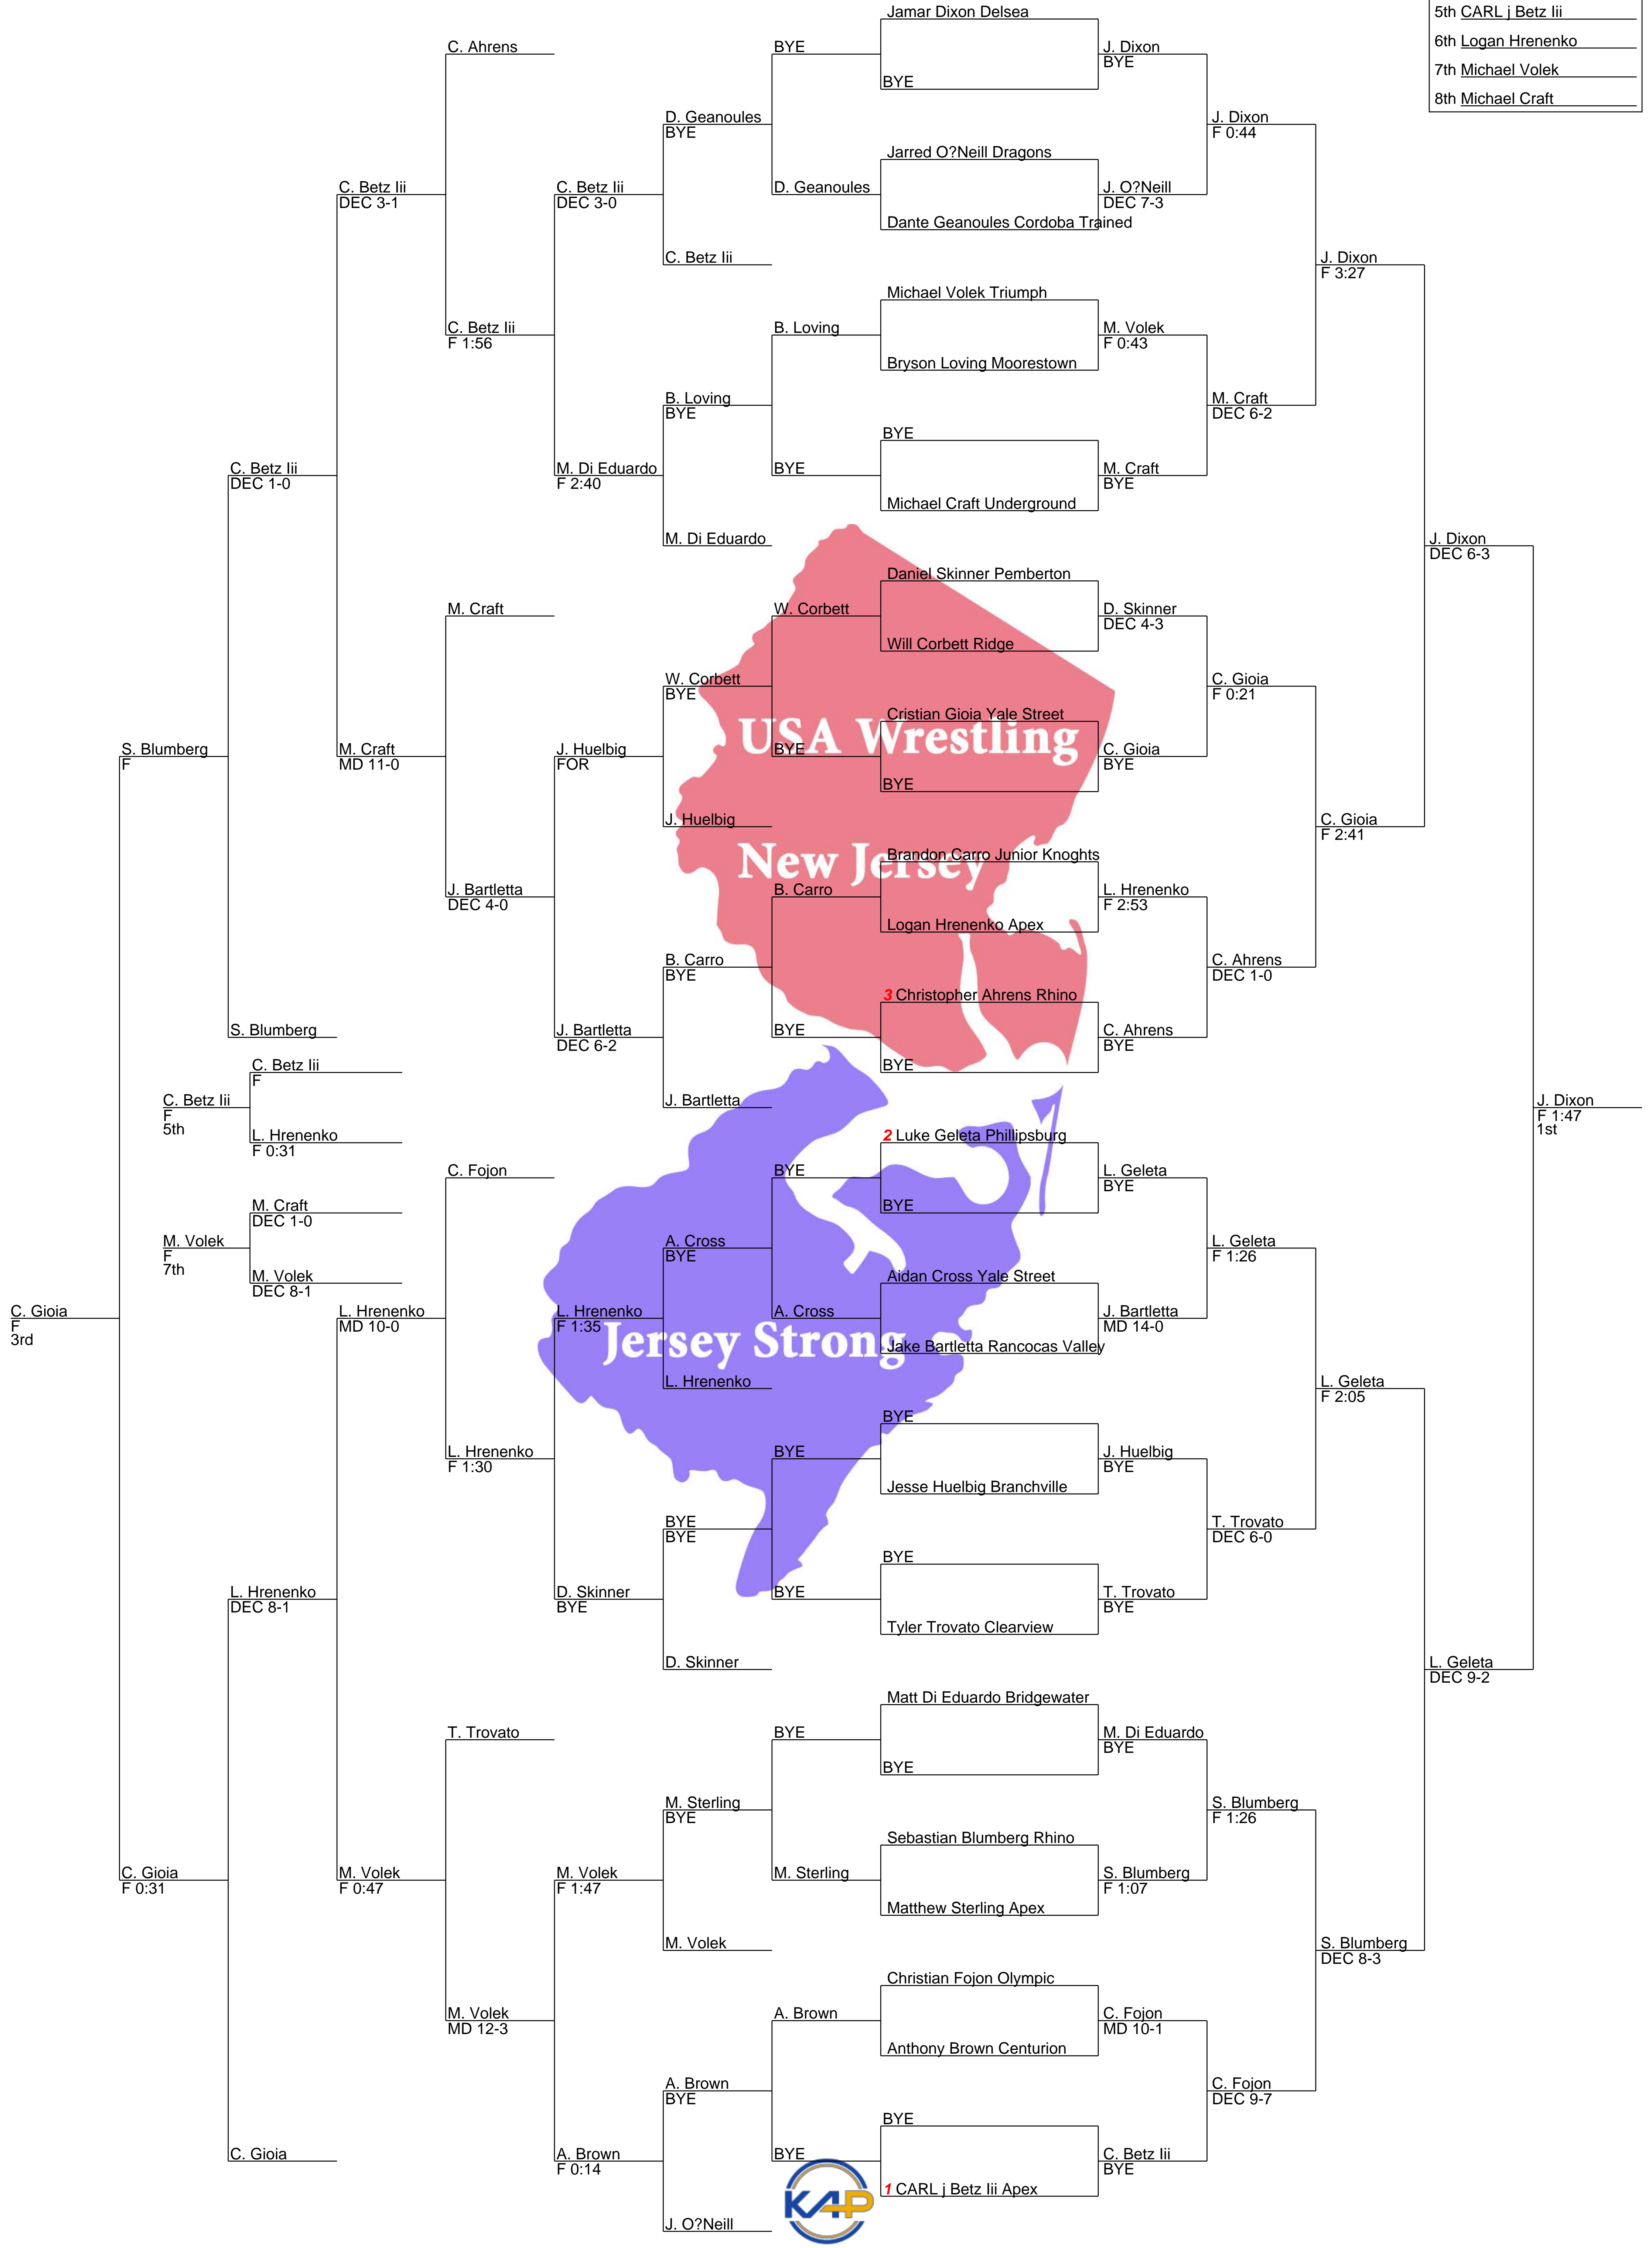 5th CARL j Betz Iii
6th Logan Hrenenko
7th Michael Volek
8th Michael Craft
Jamar Dixon Delsea
C. Ahrens
BYE
J. Dixon
BYE
BYE
D. Geanoules
BYE
J. Dixon
F 0:44
Jarred O?Neill Dragons
C. Betz Iii
DEC 3-1
C. Betz Iii
DEC 3-0
D. Geanoules
J. O?Neill
DEC 7-3
Dante Geanoules Cordoba Trained
C. Betz Iii
J. Dixon
F 3:27
Michael Volek Triumph
C. Betz Iii
F 1:56
B. Loving
M. Volek
F 0:43
Bryson Loving Moorestown
B. Loving
BYE
M. Craft
DEC 6-2
BYE
C. Betz Iii
DEC 1-0
M. Di Eduardo
F 2:40
BYE
M. Craft
BYE
Michael Craft Underground
M. Di Eduardo
J. Dixon
DEC 6-3
Daniel Skinner Pemberton
M. Craft
W. Corbett
D. Skinner
DEC 4-3
Will Corbett Ridge
W. Corbett
BYE
C. Gioia
F 0:21
Cristian Gioia Yale Street
USA Wrestling
S. Blumberg
F
M. Craft
MD 11-0
J. Huelbig
FOR
BYE
C. Gioia
BYE
BYE
J. Huelbig
C. Gioia
F 2:41
Brandon Carro Junior Knoghts
New Jersey
J. Bartletta
DEC 4-0
B. Carro
L. Hrenenko
F 2:53
Logan Hrenenko Apex
B. Carro
BYE
C. Ahrens
DEC 1-0
3 Christopher Ahrens Rhino
S. Blumberg
J. Bartletta
DEC 6-2
BYE
C. Ahrens
BYE
BYE
C. Betz Iii
F
C. Betz Iii
F
5th
J. Bartletta
J. Dixon
F 1:47
1st
L. Hrenenko
F 0:31
2 Luke Geleta Phillipsburg
C. Fojon
BYE
L. Geleta
BYE
M. Craft
DEC 1-0
BYE
M. Volek
F
7th
A. Cross
BYE
L. Geleta
F 1:26
M. Volek
DEC 8-1
Aidan Cross Yale Street
C. Gioia
F
3rd
L. Hrenenko
MD 10-0
L. Hrenenko
F 1:35
A. Cross
J. Bartletta
MD 14-0
Jersey Strong
Jake Bartletta Rancocas Valley
L. Hrenenko
L. Geleta
F 2:05
BYE
L. Hrenenko
F 1:30
BYE
J. Huelbig
BYE
Jesse Huelbig Branchville
BYE
BYE
T. Trovato
DEC 6-0
BYE
L. Hrenenko
DEC 8-1
D. Skinner
BYE
BYE
T. Trovato
BYE
Tyler Trovato Clearview
D. Skinner
L. Geleta
DEC 9-2
Matt Di Eduardo Bridgewater
T. Trovato
BYE
M. Di Eduardo
BYE
BYE
M. Sterling
BYE
S. Blumberg
F 1:26
Sebastian Blumberg Rhino
C. Gioia
F 0:31
M. Volek
F 0:47
M. Volek
F 1:47
M. Sterling
S. Blumberg
F 1:07
Matthew Sterling Apex
M. Volek
S. Blumberg
DEC 8-3
Christian Fojon Olympic
M. Volek
MD 12-3
A. Brown
C. Fojon
MD 10-1
Anthony Brown Centurion
A. Brown
BYE
C. Fojon
DEC 9-7
BYE
C. Gioia
A. Brown
F 0:14
BYE
C. Betz Iii
BYE
1 CARL j Betz Iii Apex
KAP
J. O?Neill